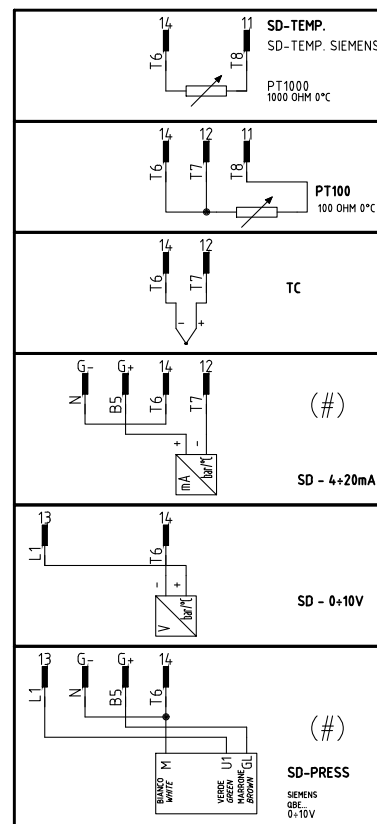 14 11 SD-TEMP.
SD-TEMP. SIEMENS
T6 T8
PT1000
1000 OHM 0°C
14 12 11
T6 T7 T8
PT100
100 OHM 0°C
14 12
T6 T7
TC
- +
G- G+ 14 12
N B5 T6 T7
(#)
+ -
mA bar/°C
SD - 4÷20mA
13 14
L1 T6
- +
V bar/°C
SD - 0÷10V
13 G- G+ 14
L1 N B5 T6
(#)
M U1 GL
BIANCO VERDE MARRONE
WHITE GREEN BROWN
SD-PRESS
SIEMENS
QBE...
0÷10V